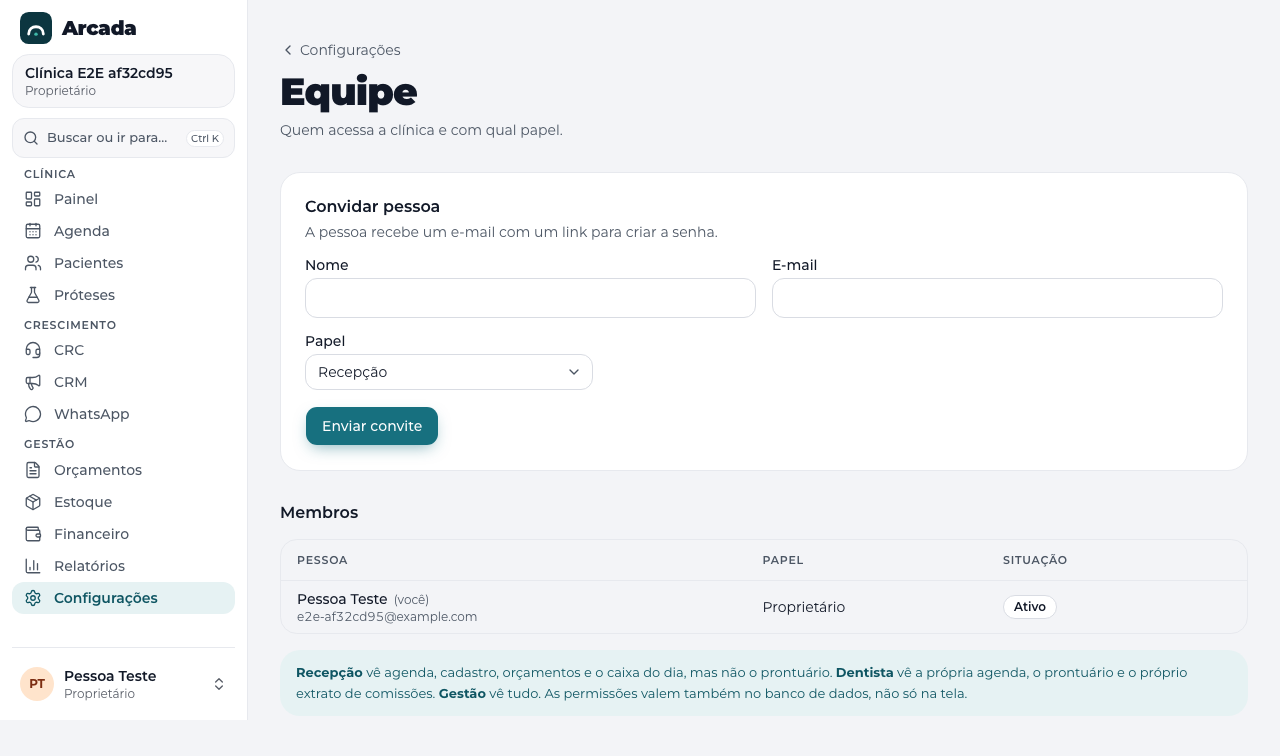 Arcada
Clínica E2E af32cd95
Proprietário
Buscar ou ir para... Ctrl K
CLÍNICA
Painel
Agenda
Pacientes
Próteses
CRESCIMENTO
CRC
CRM
WhatsApp
GESTÃO
Orçamentos
Estoque
Financeiro
Relatórios
Configurações
PT
Pessoa Teste
Proprietário
Configurações
Equipe
Quem acessa a clínica e com qual papel.
Convidar pessoa
A pessoa recebe um e-mail com um link para criar a senha.
Nome E-mail
Papel
Recepção
Enviar convite
Membros
PESSOA PAPEL SITUAÇÃO
Pessoa Teste (você)
e2e-af32cd95@example.com
Proprietário
Ativo
Recepção vê agenda, cadastro, orçamentos e o caixa do dia, mas não o prontuário. Dentista vê a própria agenda, o prontuário e o próprio
extrato de comissões. Gestão vê tudo. As permissões valem também no banco de dados, não só na tela.